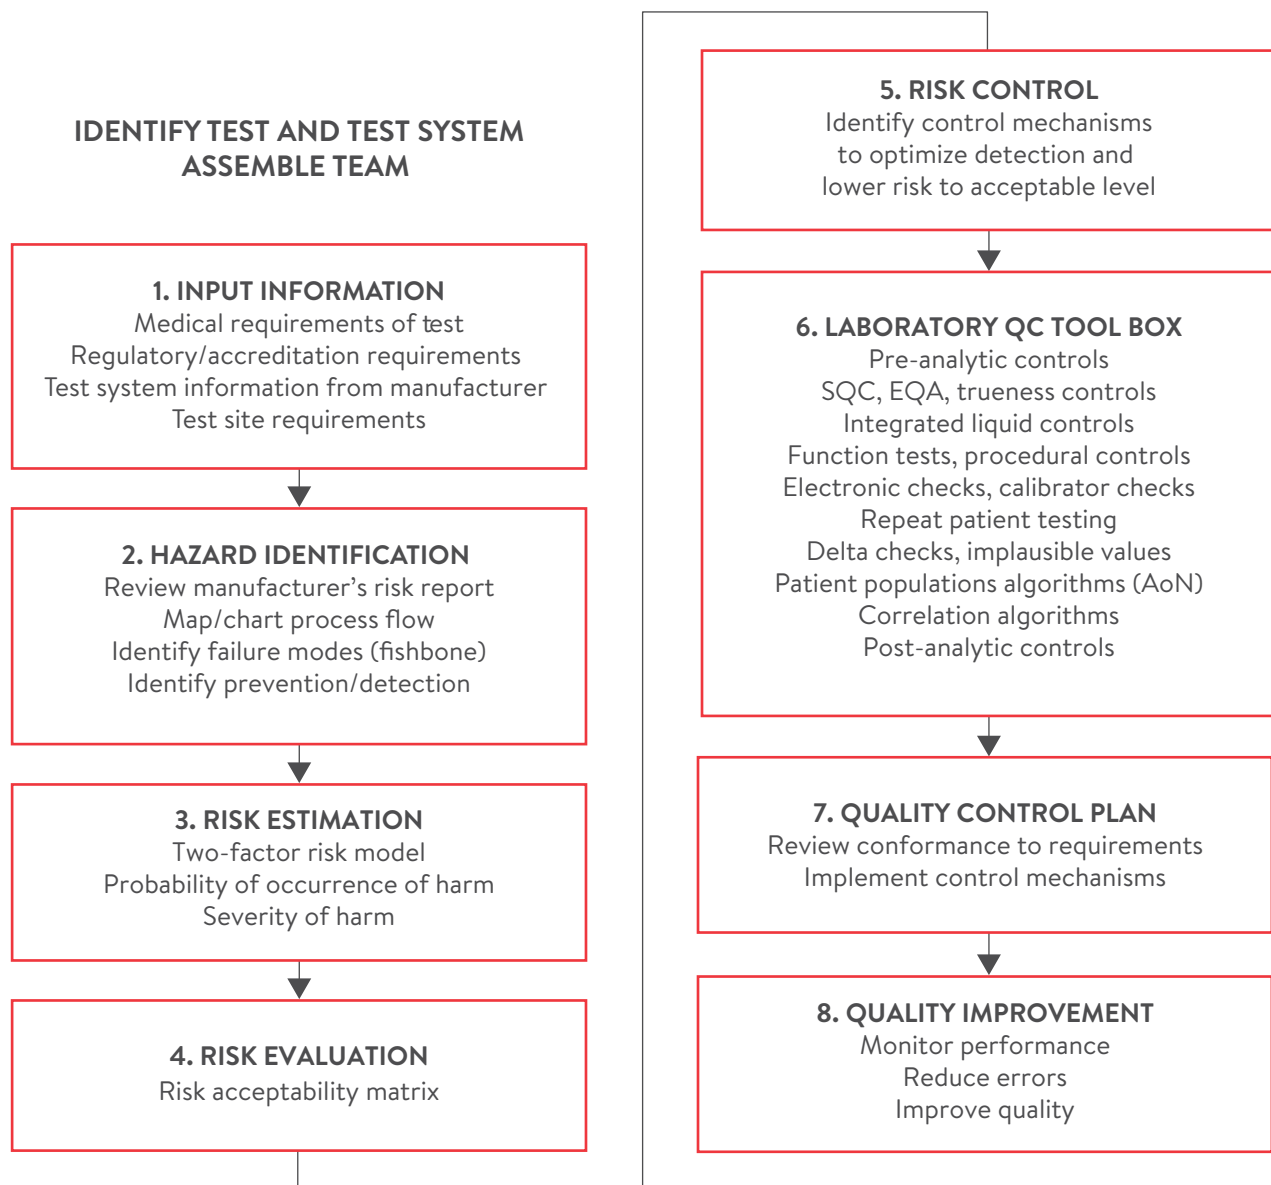 IDENTIFY TEST AND TEST SYSTEM
ASSEMBLE TEAM
1. INPUT INFORMATION
Medical requirements of test
Regulatory/accreditation requirements
Test system information from manufacturer
Test site requirements
2. HAZARD IDENTIFICATION
Review manufacturer’s risk report
Map/chart process flow
Identify failure modes (fishbone)
Identify prevention/detection
3. RISK ESTIMATION
Two-factor risk model
Probability of occurrence of harm
Severity of harm
4. RISK EVALUATION
Risk acceptability matrix
5. RISK CONTROL
Identify control mechanisms
to optimize detection and
lower risk to acceptable level
6. LABORATORY QC TOOL BOX
Pre-analytic controls
SQC, EQA, trueness controls
Integrated liquid controls
Function tests, procedural controls
Electronic checks, calibrator checks
Repeat patient testing
Delta checks, implausible values
Patient populations algorithms (AoN)
Correlation algorithms
Post-analytic controls
7. QUALITY CONTROL PLAN
Review conformance to requirements
Implement control mechanisms
8. QUALITY IMPROVEMENT
Monitor performance
Reduce errors
Improve quality